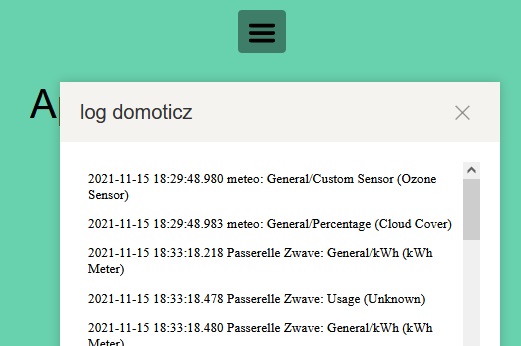 log domoticz
2021-11-15 18:29:48.980 meteo: General/Custom Sensor (Ozone
Sensor)
2021-11-15 18:29:48.983 meteo: General/Percentage (Cloud Cover)
2021-11-15 18:33:18.218 Passerelle Zwave: General/kWh (kWh
Meter)
2021-11-15 18:33:18.478 Passerelle Zwave: Usage (Unknown)
2021-11-15 18:33:18.480 Passerelle Zwave: General/kWh (kWh
Meter)